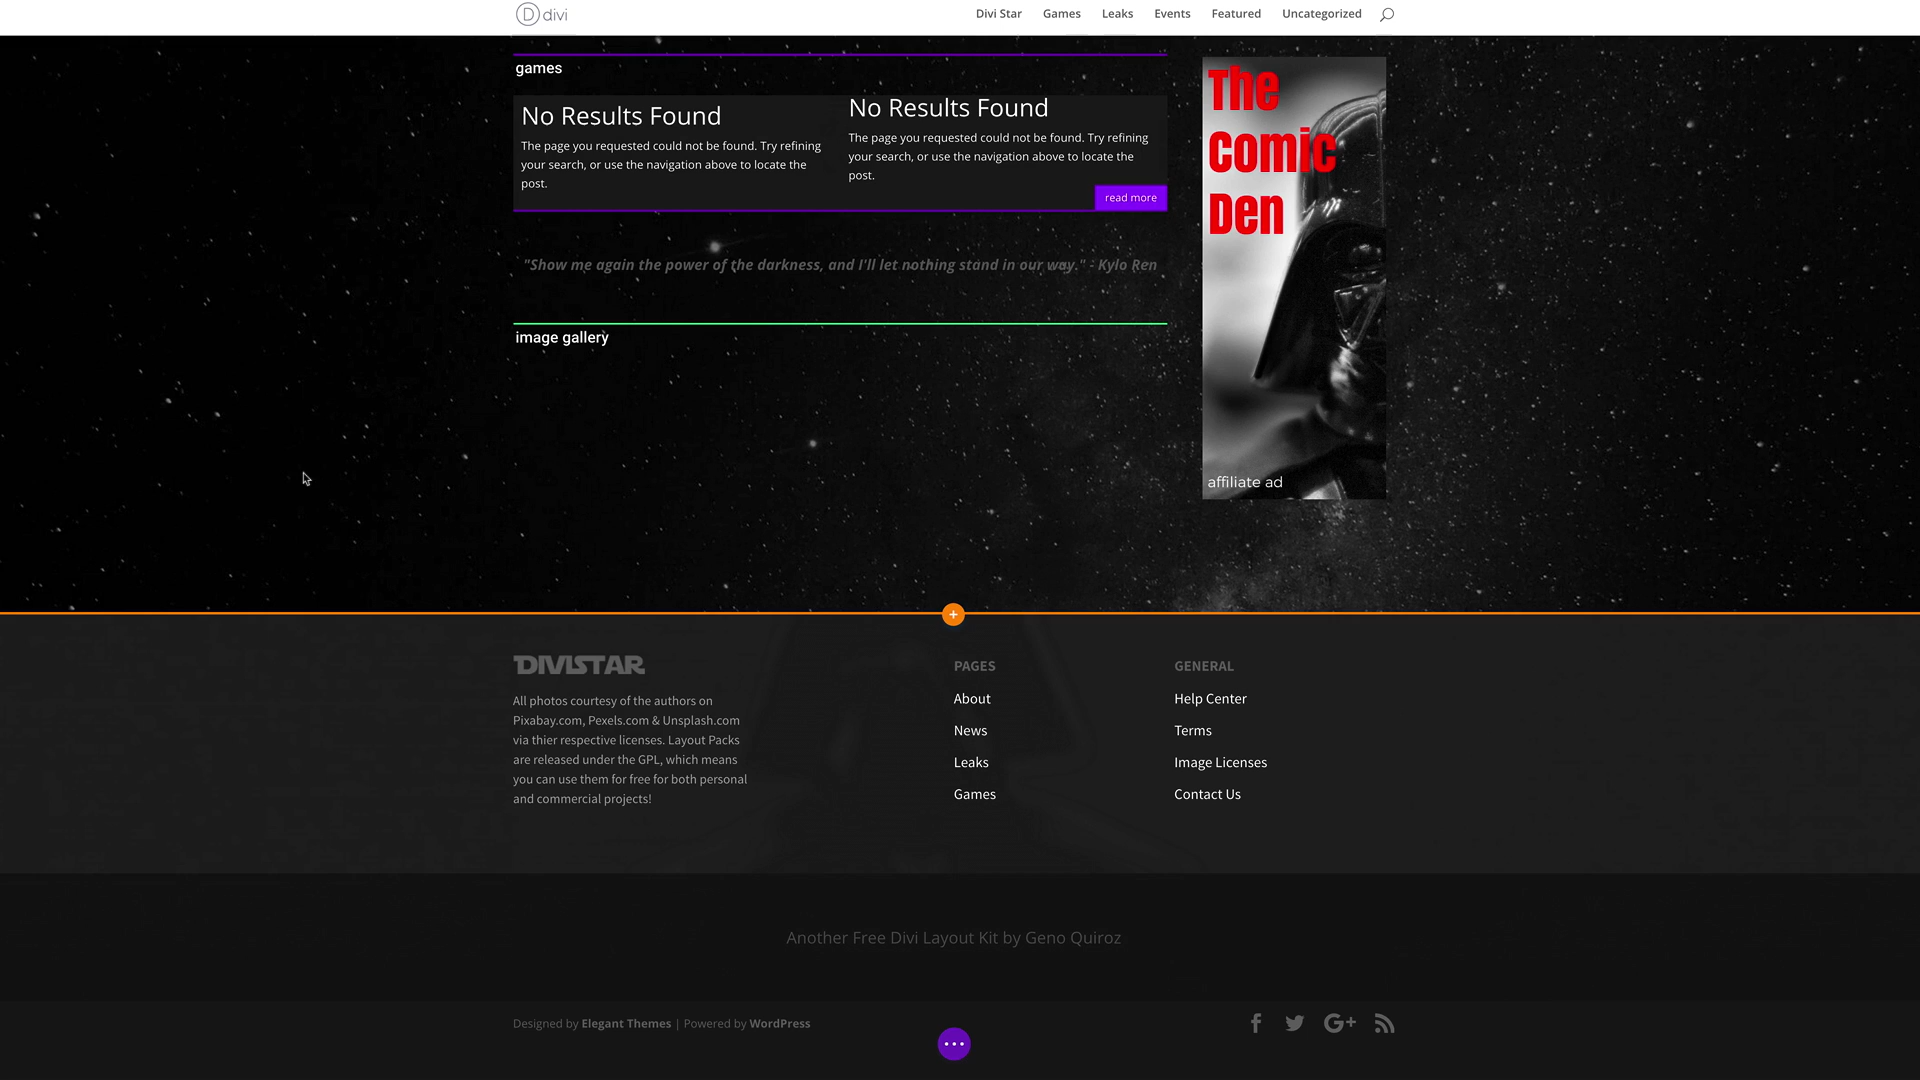 divi
Divi Star Games Leaks Events Featured Uncategorized
games
No Results Found
The page you requested could not be found. Try refining
your search, or use the navigation above to locate the
post.
No Results Found
The page you requested could not be found. Try refining
your search, or use the navigation above to locate the
post.
read more
"Show me again the power of the darkness, and I'll let nothing stand in our way." - Kylo Ren
image gallery
The
Comic
Den
affiliate ad
DIVISTAR
All photos courtesy of the authors on
Pixabay.com, Pexels.com & Unsplash.com
via thier respective licenses. Layout Packs
are released under the GPL, which means
you can use them for free for both personal
and commercial projects!
PAGES
About
News
Leaks
Games
GENERAL
Help Center
Terms
Image Licenses
Contact Us
Another Free Divi Layout Kit by Geno Quiroz
Designed by Elegant Themes | Powered by WordPress